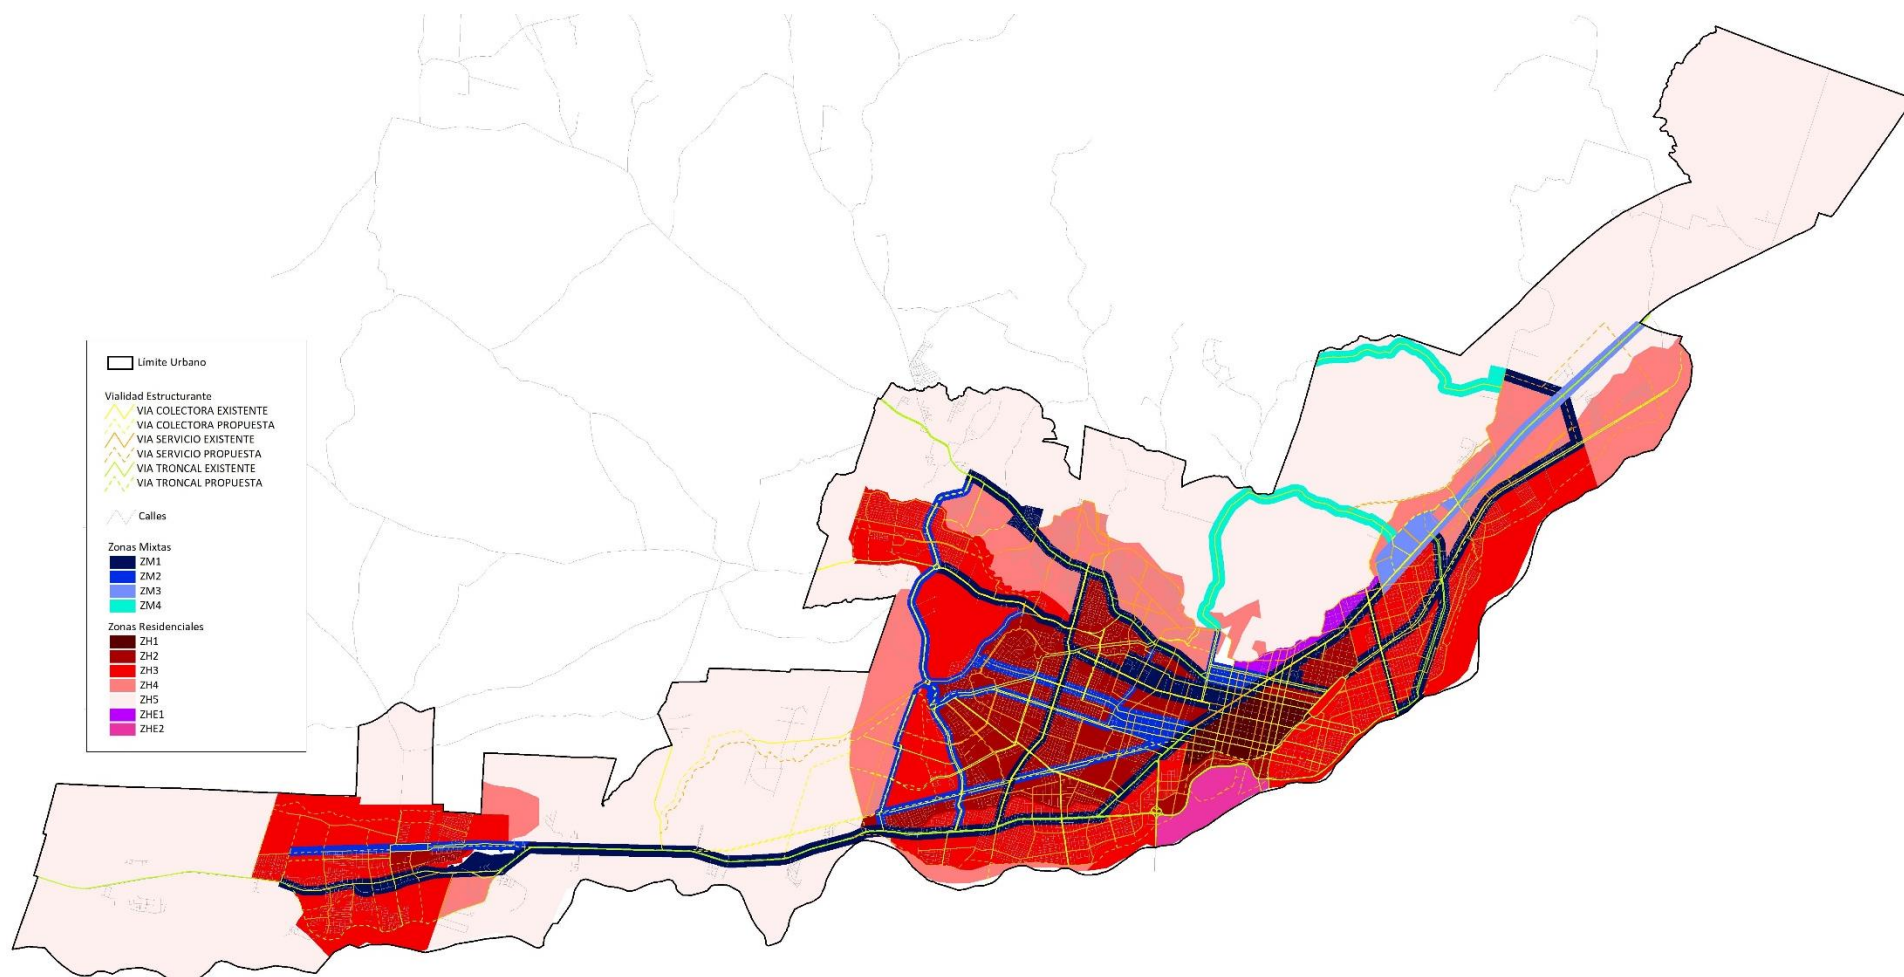 Límite Urbano
Vialidad Estructurante
VIA COLECTORA EXISTENTE
VIA COLECTORA PROPUESTA
VIA SERVICIO EXISTENTE
VIA SERVICIO PROPUESTA
VIA TRONCAL EXISTENTE
VIA TRONCAL PROPUESTA
Calles
Zonas Mixtas
ZM1
ZM2
ZM3
ZM4
Zonas Residenciales
ZH1
ZH2
ZH3
ZH4
ZH5
ZHE1
ZHE2